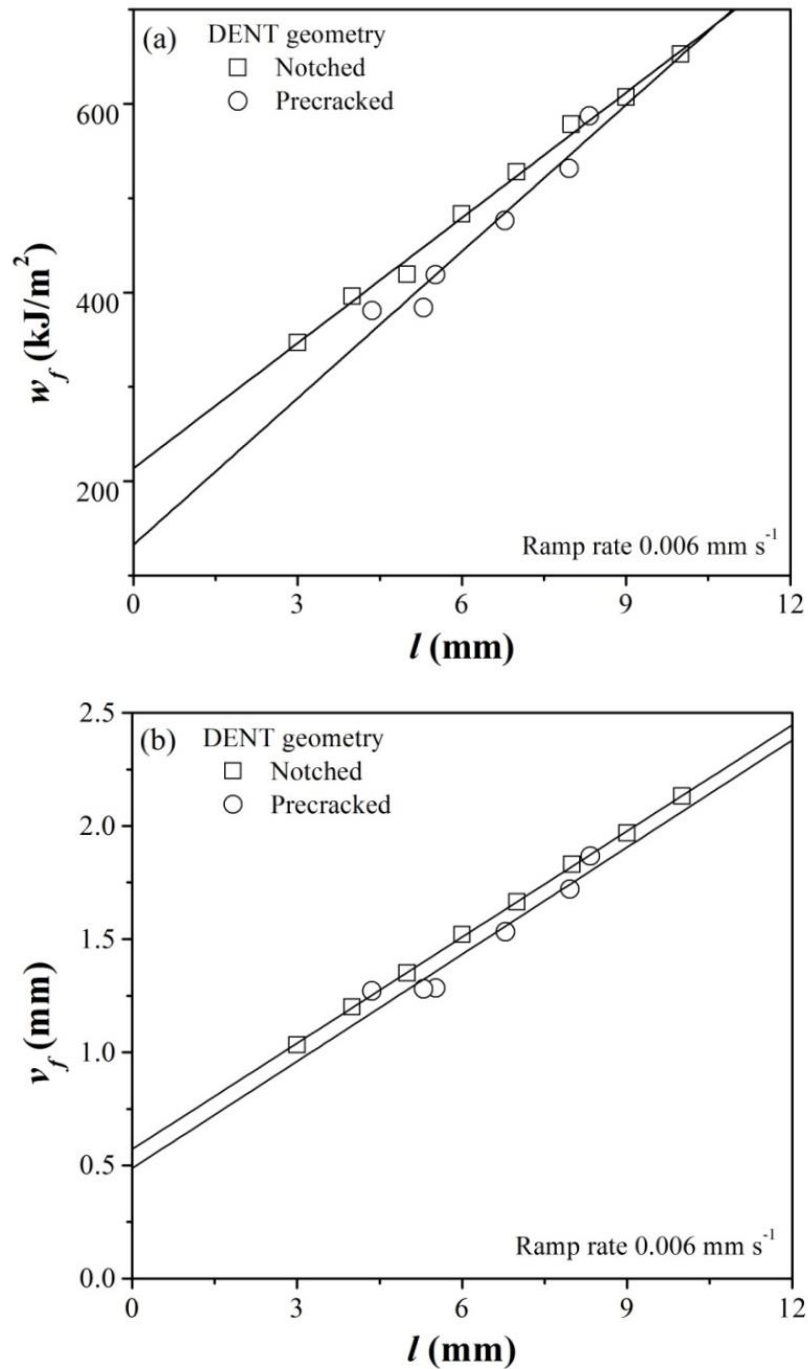 (a)
DENT geometry
Notched
Precracked
600
400
200
w_f (kJ/m²)
Ramp rate 0.006 mm s⁻¹
0 3 6 9 12
l (mm)
(b)
DENT geometry
Notched
Precracked
2.5
2.0
1.5
1.0
0.5
0.0
v_f (mm)
Ramp rate 0.006 mm s⁻¹
0 3 6 9 12
l (mm)